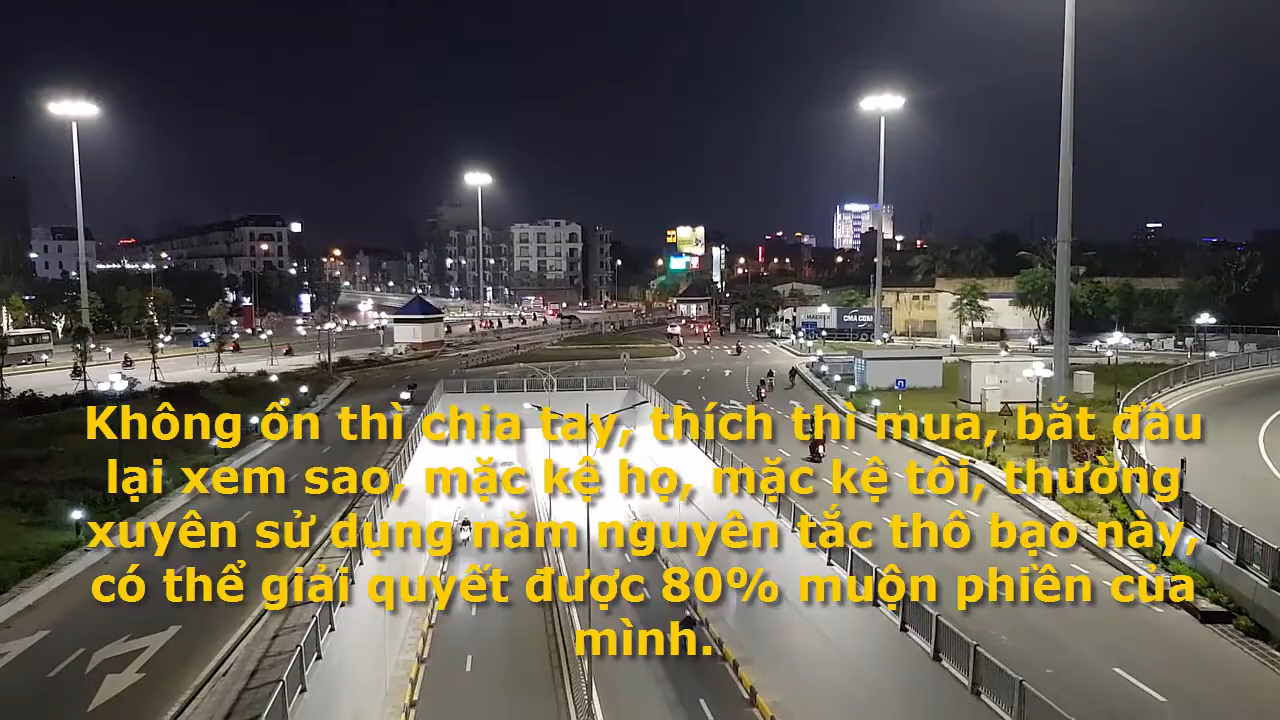 Không ổn thì chia tay, thích thì mua, bắt đầu
lại xem sao, mặc kệ họ, mặc kệ tôi, thường
xuyên sử dụng năm nguyên tắc thô bạo này,
có thể giải quyết được 80% muộn phiền của
mình.
CMA CGM